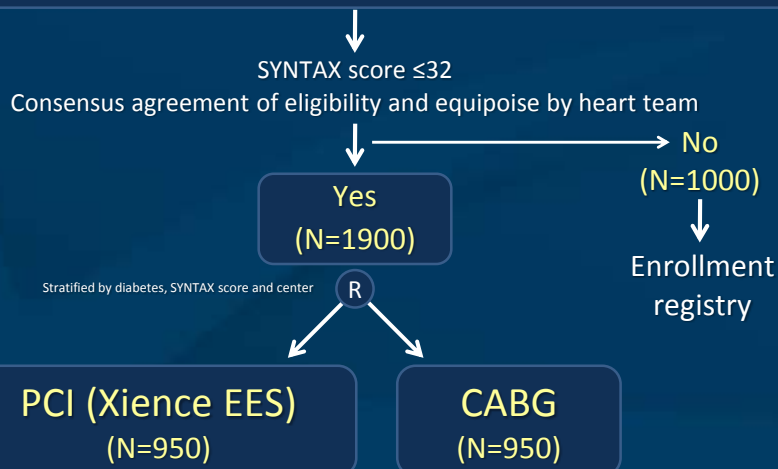 SYNTAX score ≤32
Consensus agreement of eligibility and equipoise by heart team
No
(N=1000)
Yes
(N=1900)
Enrollment
registry
Stratified by diabetes, SYNTAX score and center
R
PCI (Xience EES)
(N=950)
CABG
(N=950)